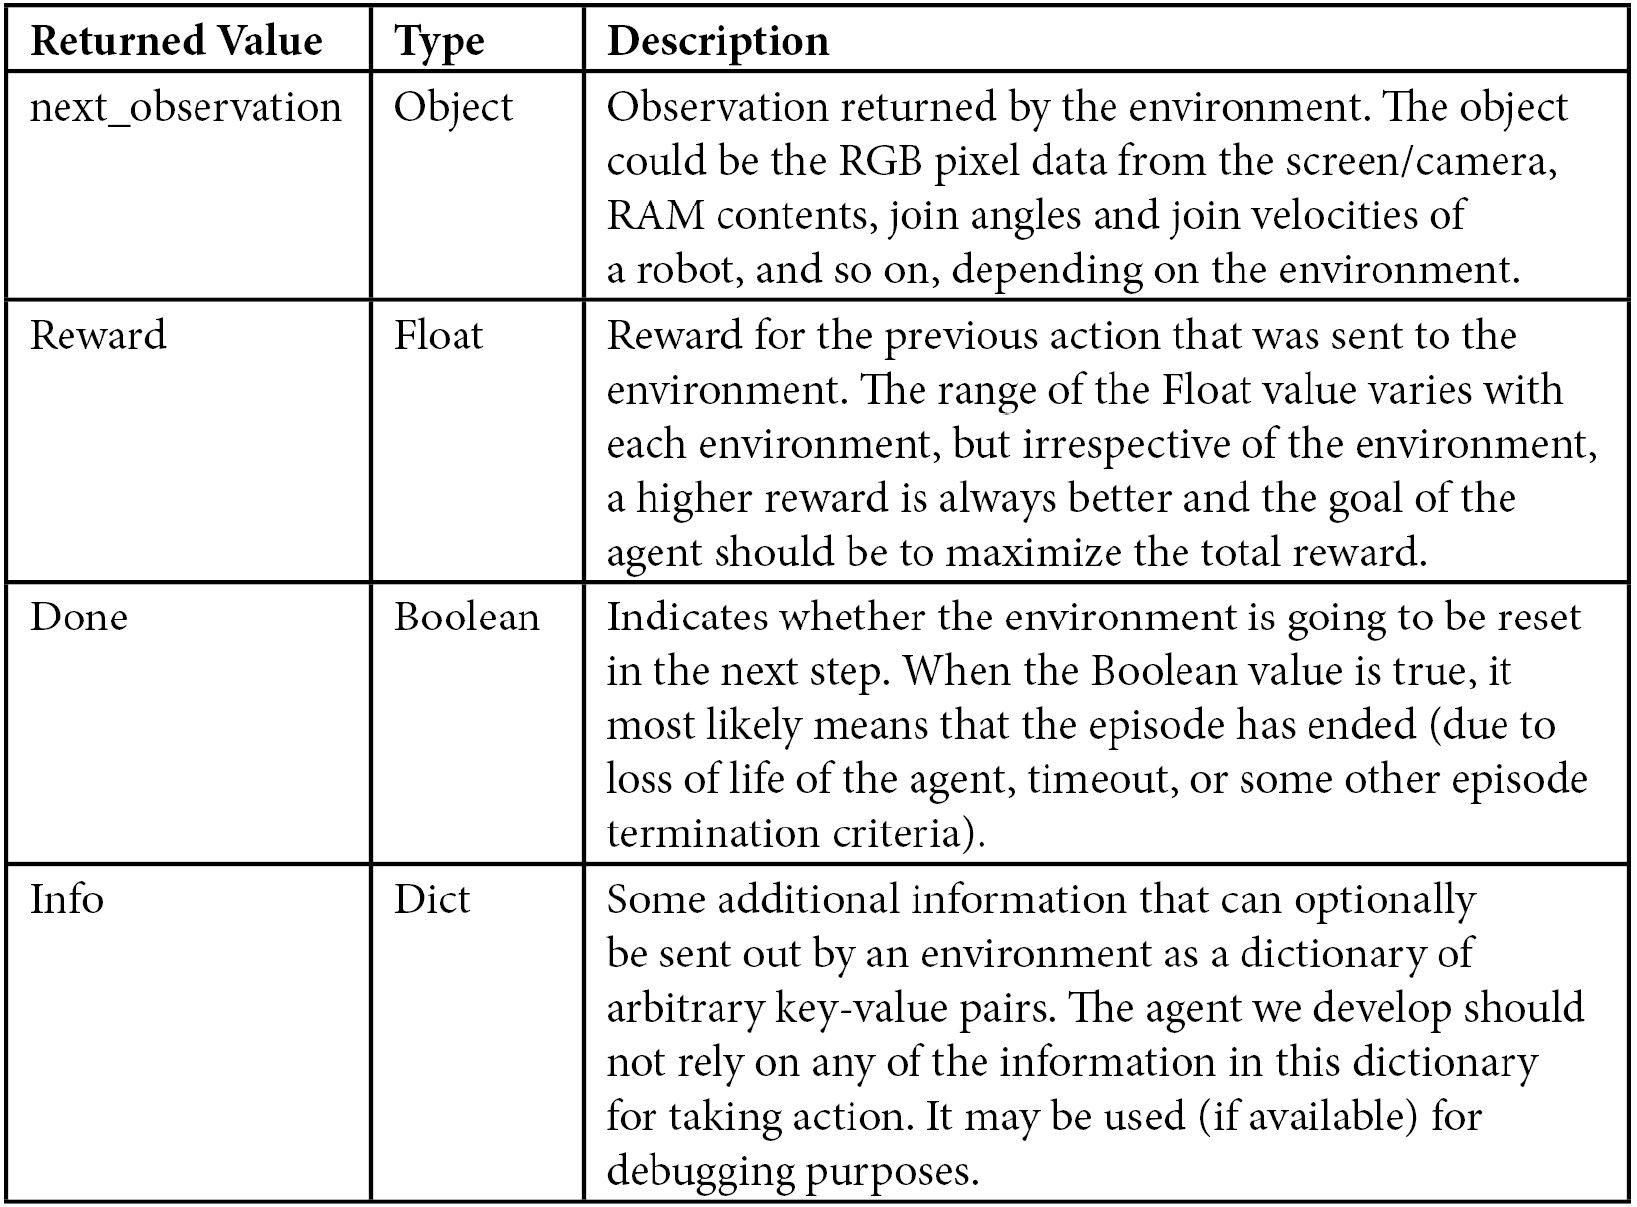 Returned Value Type Description
next_observation Object Observation returned by the environment. The object
could be the RGB pixel data from the screen/camera,
RAM contents, join angles and join velocities of
a robot, and so on, depending on the environment.
Reward Float Reward for the previous action that was sent to the
environment. The range of the Float value varies with
each environment, but irrespective of the environment,
a higher reward is always better and the goal of the
agent should be to maximize the total reward.
Done Boolean Indicates whether the environment is going to be reset
in the next step. When the Boolean value is true, it
most likely means that the episode has ended (due to
loss of life of the agent, timeout, or some other episode
termination criteria).
Info Dict Some additional information that can optionally
be sent out by an environment as a dictionary of
arbitrary key-value pairs. The agent we develop should
not rely on any of the information in this dictionary
for taking action. It may be used (if available) for
debugging purposes.